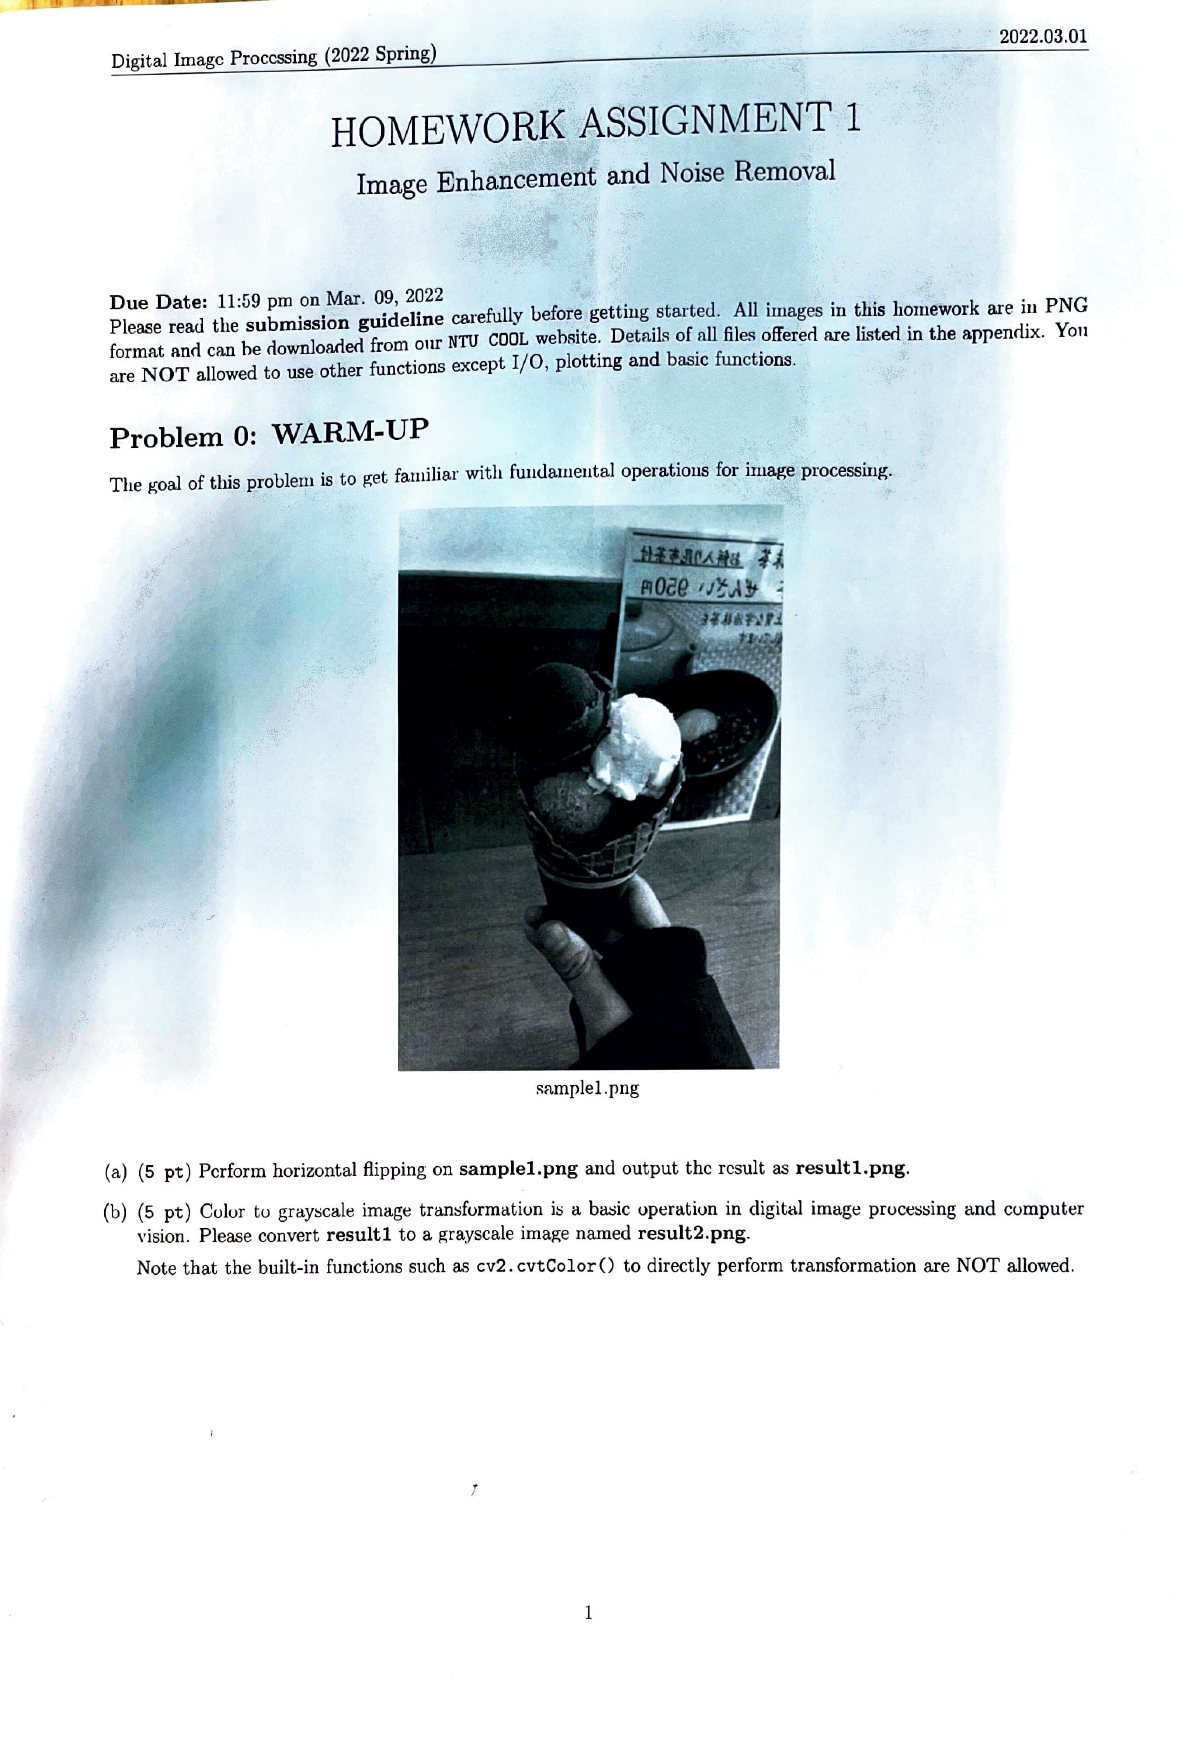 Digital Image Processing (2022 Spring)
2022.03.01
HOMEWORK ASSIGNMENT 1
Image Enhancement and Noise Removal
Due Date: 11:59 pm on Mar. 09, 2022
Please read the submission guideline carefully before getting started. All images in this homework are in PNG
format and can be downloaded from our NTU COOL website. Details of all files offered are listed in the appendix. You
are NOT allowed to use other functions except I/O, plotting and basic functions.
Problem 0: WARM-UP
The goal of this problem is to get familiar with fundamental operations for image processing.
950円
sample1.png
(a) (5 pt) Perform horizontal flipping on sample1.png and output the result as result1.png.
(b) (5 pt) Color to grayscale image transformation is a basic operation in digital image processing and computer
vision. Please convert result1 to a grayscale image named result2.png.
Note that the built-in functions such as cv2.cvtColor() to directly perform transformation are NOT allowed.
1